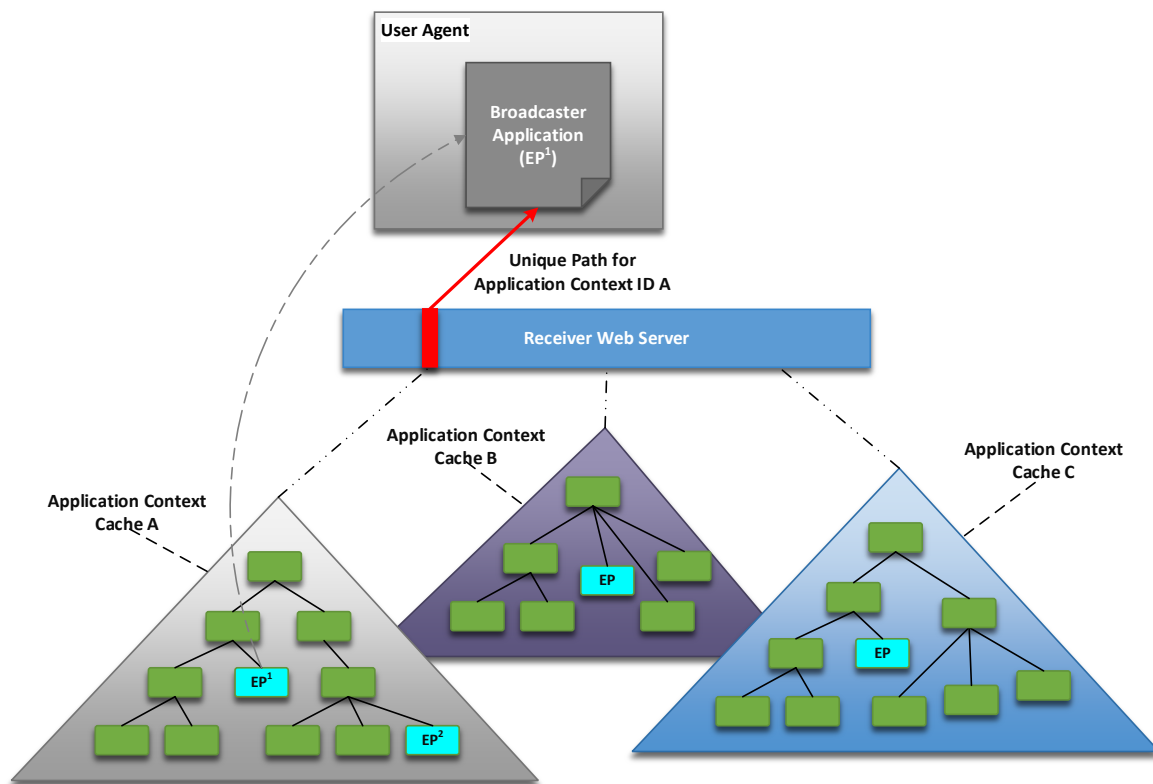 User Agent
Broadcaster
Application
(EP¹)
Unique Path for
Application Context ID A
Receiver Web Server
Application Context
Cache B
Application Context
Cache C
Application Context
Cache A
EP
EP
EP¹
EP²